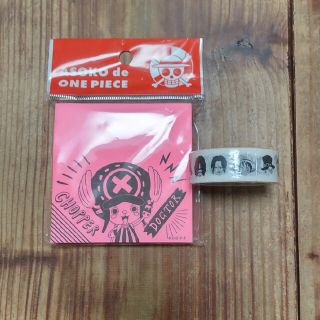 ASOKO de
ONE PIECE
CHOPPER
DOCTOR